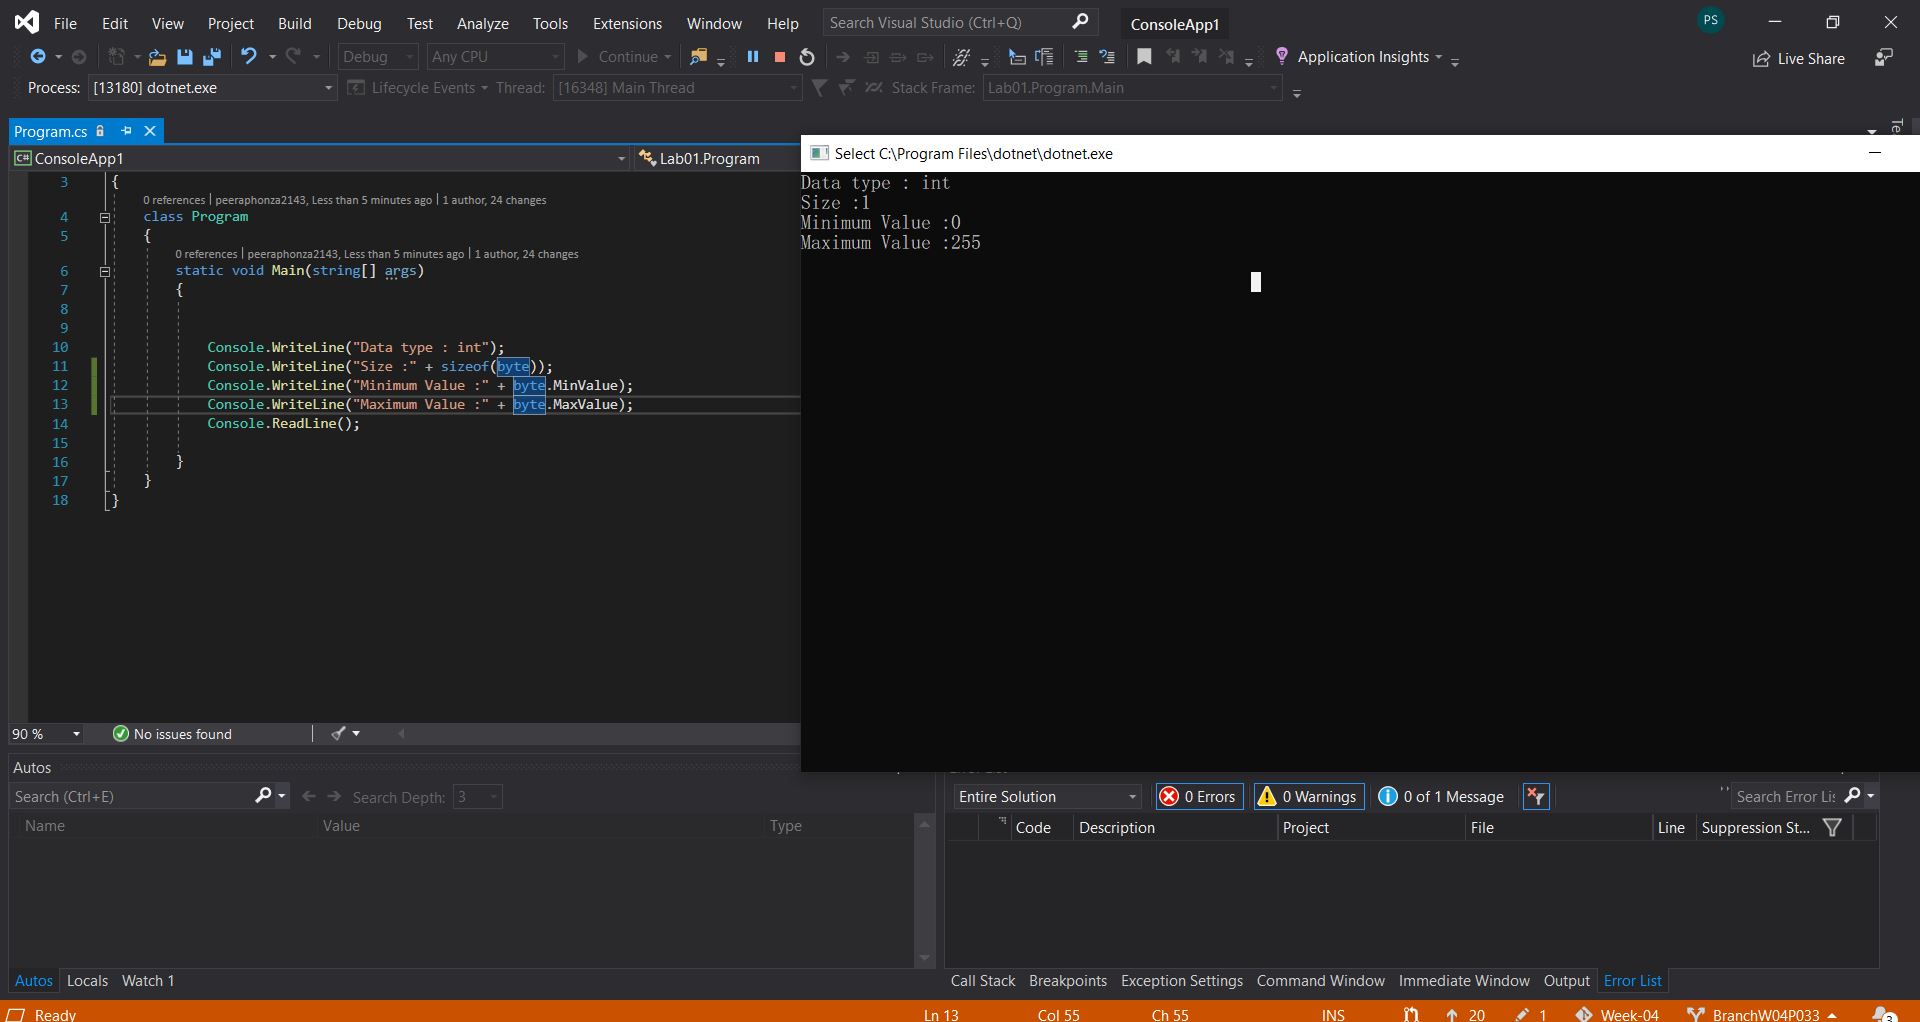 File Edit View Project Build Debug Test Analyze Tools Extensions Window Help Search Visual Studio (Ctrl+Q) ConsoleApp1 PS
Debug Any CPU Continue Application Insights Live Share
Process: [13180] dotnet.exe Lifecycle Events Thread: [16348] Main Thread Stack Frame: Lab01.Program.Main
Program.cs
C# ConsoleApp1 Lab01.Program
3 {
0 references | peeraphonza2143, Less than 5 minutes ago | 1 author, 24 changes
4 class Program
5 {
0 references | peeraphonza2143, Less than 5 minutes ago | 1 author, 24 changes
6 static void Main(string[] args)
7 {
8
9
10 Console.WriteLine("Data type : int");
11 Console.WriteLine("Size :" + sizeof(byte));
12 Console.WriteLine("Minimum Value :" + byte.MinValue);
13 Console.WriteLine("Maximum Value :" + byte.MaxValue);
14 Console.ReadLine();
15
16 }
17 }
18 }
Te
Select C:\Program Files\dotnet\dotnet.exe
Data type : int
Size :1
Minimum Value :0
Maximum Value :255
90 % No issues found
Autos
Search (Ctrl+E) Search Depth: 3
Name Value Type
Autos Locals Watch 1
Entire Solution 0 Errors 0 Warnings 0 of 1 Message Search Error Lis
Code Description Project File Line Suppression St...
Call Stack Breakpoints Exception Settings Command Window Immediate Window Output Error List
Ready Ln 13 Col 55 Ch 55 INS 20 1 Week-04 BranchW04P033 3